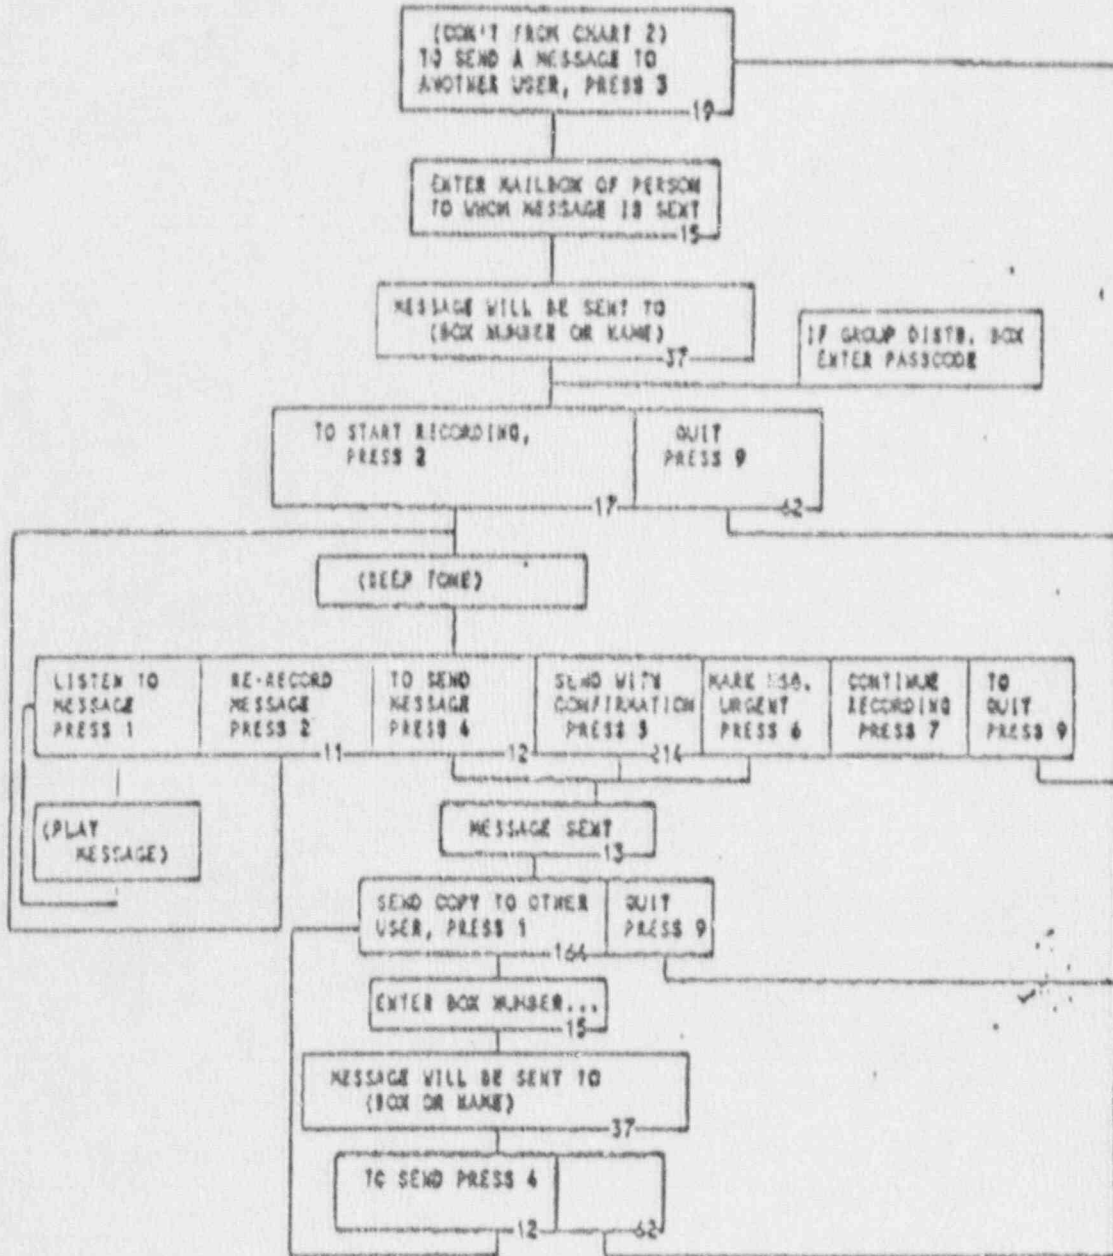 (CON'T FROM CHART 2)
TO SEND A MESSAGE TO
ANOTHER USER, PRESS 3
19
ENTER MAILBOX OF PERSON
TO WHOM MESSAGE IS SENT
15
MESSAGE WILL BE SENT TO
(BOX NUMBER OR NAME)
37
IF GROUP DISTB. BOX
ENTER PASSCODE
TO START RECORDING,
PRESS 2
17
QUIT
PRESS 9
62
(BEEP TONE)
LISTEN TO
MESSAGE
PRESS 1
RE-RECORD
MESSAGE
PRESS 2
11
TO SEND
MESSAGE
PRESS 4
12
SEND WITH
CONFIRMATION
PRESS 5
214
MARK MSG.
URGENT
PRESS 6
CONTINUE
RECORDING
PRESS 7
TO
QUIT
PRESS 9
(PLAY
MESSAGE)
MESSAGE SENT
13
SEND COPY TO OTHER
USER, PRESS 1
164
QUIT
PRESS 9
ENTER BOX NUMBER...
15
MESSAGE WILL BE SENT TO
(BOX OR NAME)
37
TO SEND PRESS 4
12
62